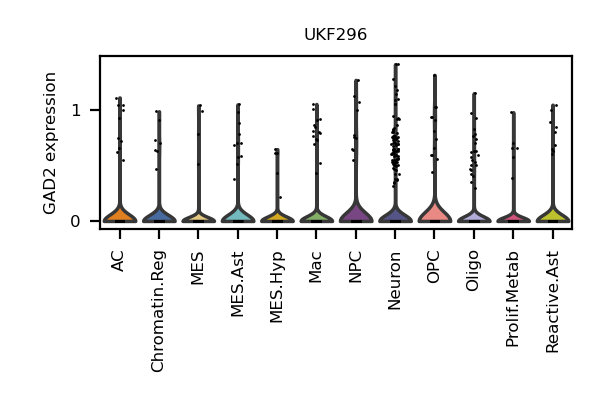 UKF296
GAD2 expression
1
0
AC
Chromatin.Reg
MES
MES.Ast
MES.Hyp
Mac
NPC
Neuron
OPC
Oligo
Prolif.Metab
Reactive.Ast